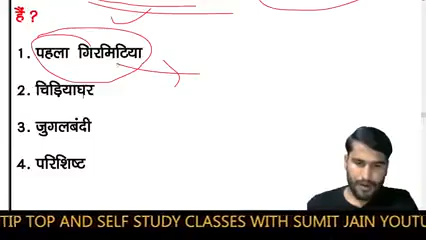 हैं ?
1. पहला गिरमिटिया
2. चिड़ियाघर
3. जुगलबंदी
4. परिशिष्ट
TIP TOP AND SELF STUDY CLASSES WITH SUMIT JAIN YOUTU